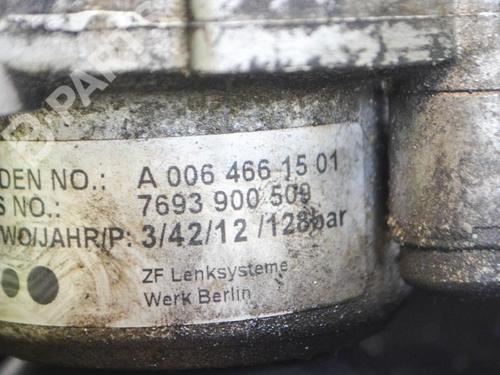 DEN NO.: A 006 466 15 01
S NO.: 7693 900 509
WO/JAHR/P: 3/42/12 /128bar
ZF Lenksysteme
Werk Berlin